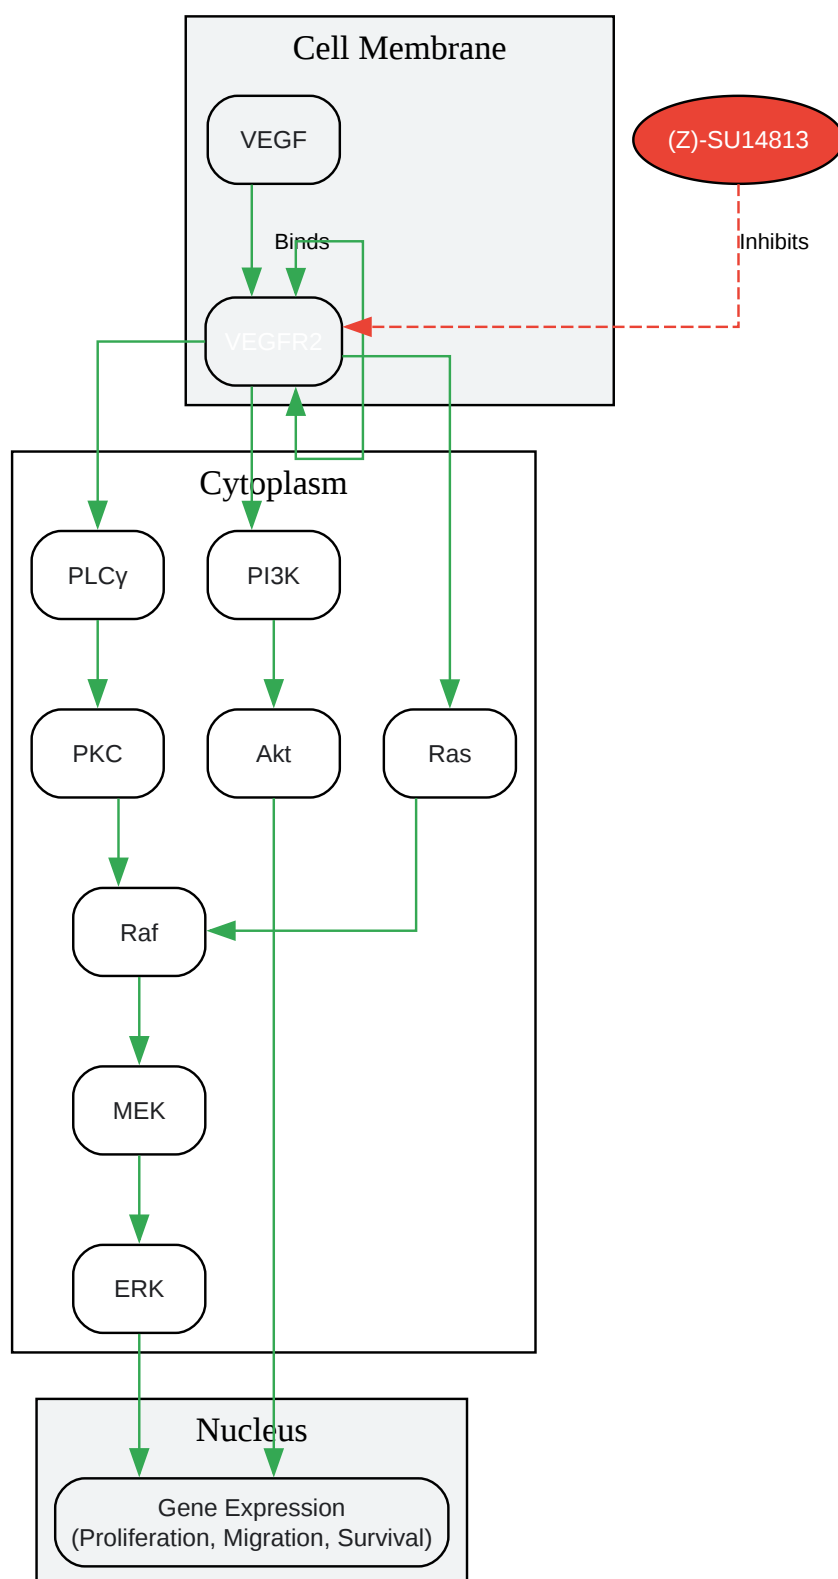 Cell Membrane
VEGF
(Z)-SU14813
Binds
Inhibits
VEGFR2
Cytoplasm
PLCγ
PI3K
PKC
Akt
Ras
Raf
MEK
ERK
Nucleus
Gene Expression
(Proliferation, Migration, Survival)